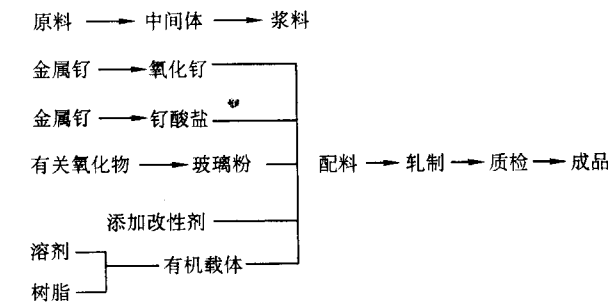 原料 → 中间体 → 浆料
金属钌 → 氧化钌
金属钌 → 钌酸盐
有关氧化物 → 玻璃粉
配料 → 轧制 → 质检 → 成品
添加改性剂
溶剂
有机载体
树脂